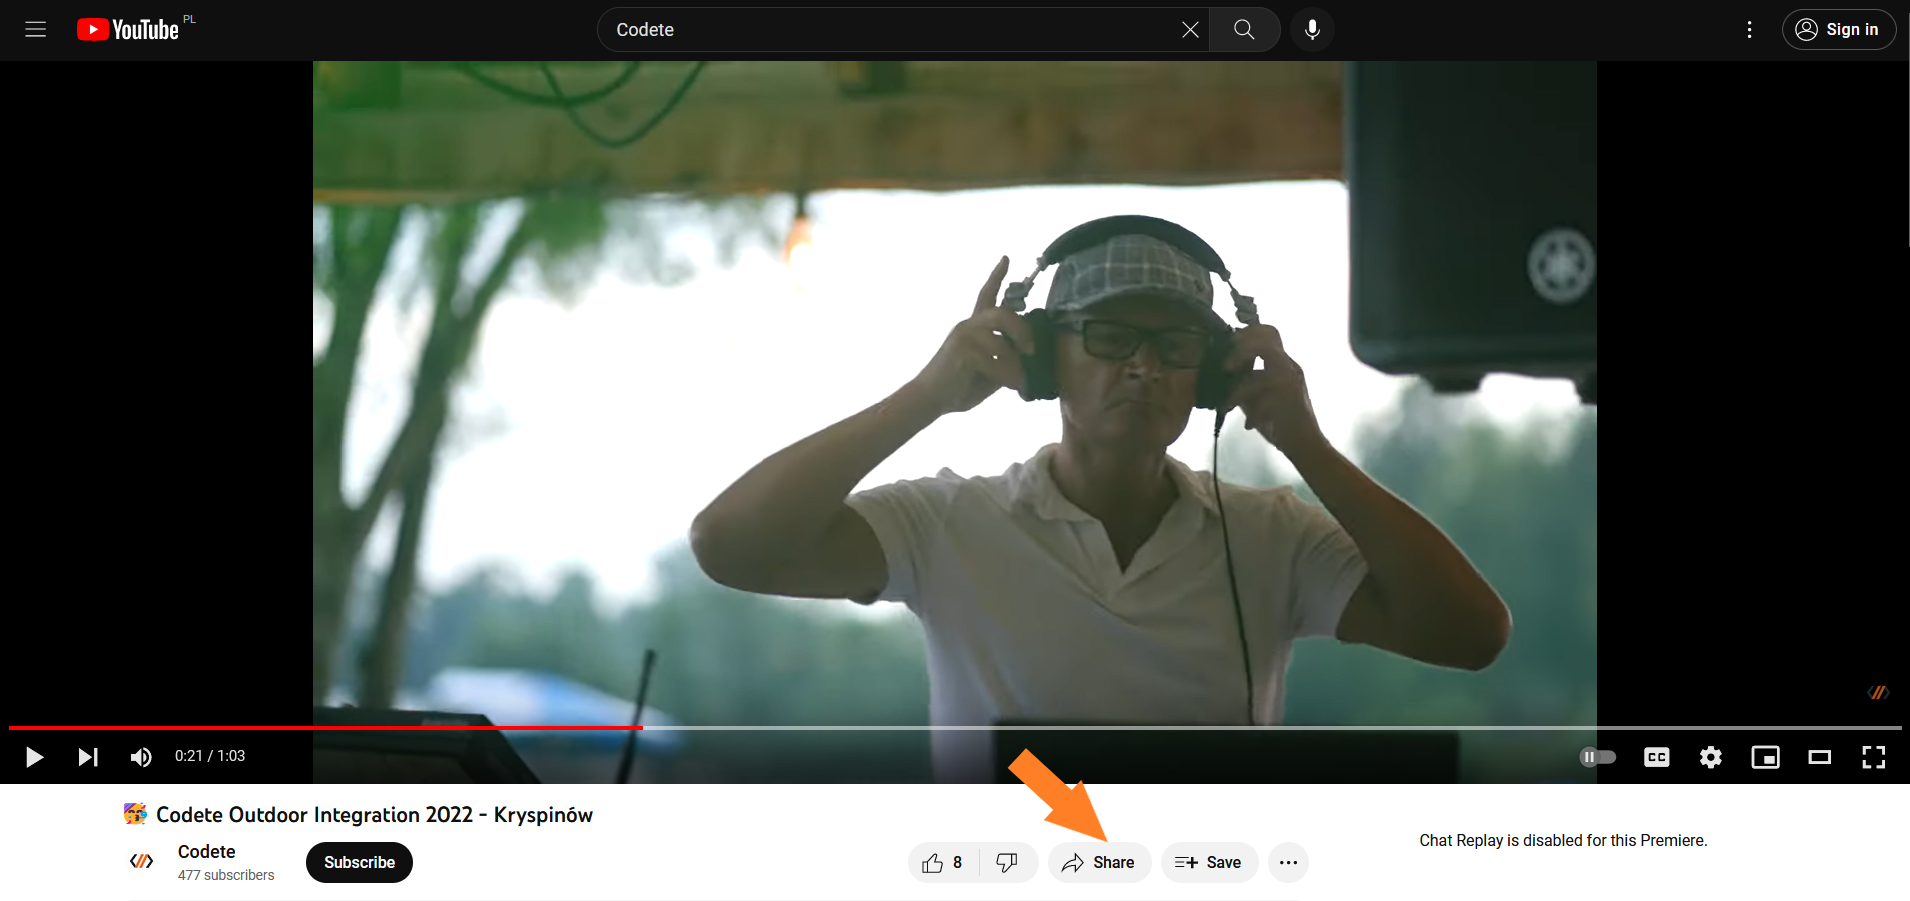 YouTube PL
Codete
Sign in
0:21 / 1:03
CC
Codete Outdoor Integration 2022 - Kryspinów
Codete
477 subscribers
Subscribe
8
Share
Save
Chat Replay is disabled for this Premiere.